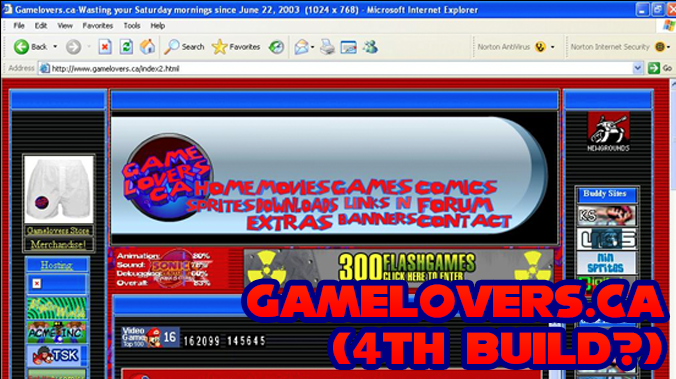 Gamelovers.ca-Wasting your Saturday mornings since June 22, 2003 (1024 x 768) - Microsoft Internet Explorer
File Edit View Favorites Tools Help
Back Search Favorites Norton AntiVirus Norton Internet Security
Address http://www.gamelovers.ca/index2.html Go
NEWGROUNDS
GAME
LOVERS
CA
HOME MOVIES GAMES COMICS
SPRITES DOWNLOADS LINKS N FORUM
EXTRAS BANNERS CONTACT
Gamelovers Store
Merchandise!
Hosting:
ACME INC
TSK
Animation: 80%
Sound:
Debugging: 60%
Overall: 63%
SONIC
300 FLASHGAMES
CLICK HERE TO ENTER
Video
Game
Top 100
16
162099 145645
Buddy Sites
KS
nin
sprites
GAMELOVERS.CA
(4TH BUILD?)